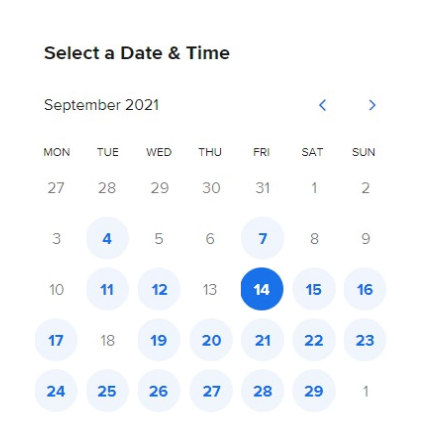 Select a Date & Time
September 2021
MON TUE WED THU FRI SAT SUN
27 28 29 30 31 1 2
3 4 5 6 7 8 9
10 11 12 13 14 15 16
17 18 19 20 21 22 23
24 25 26 27 28 29 1